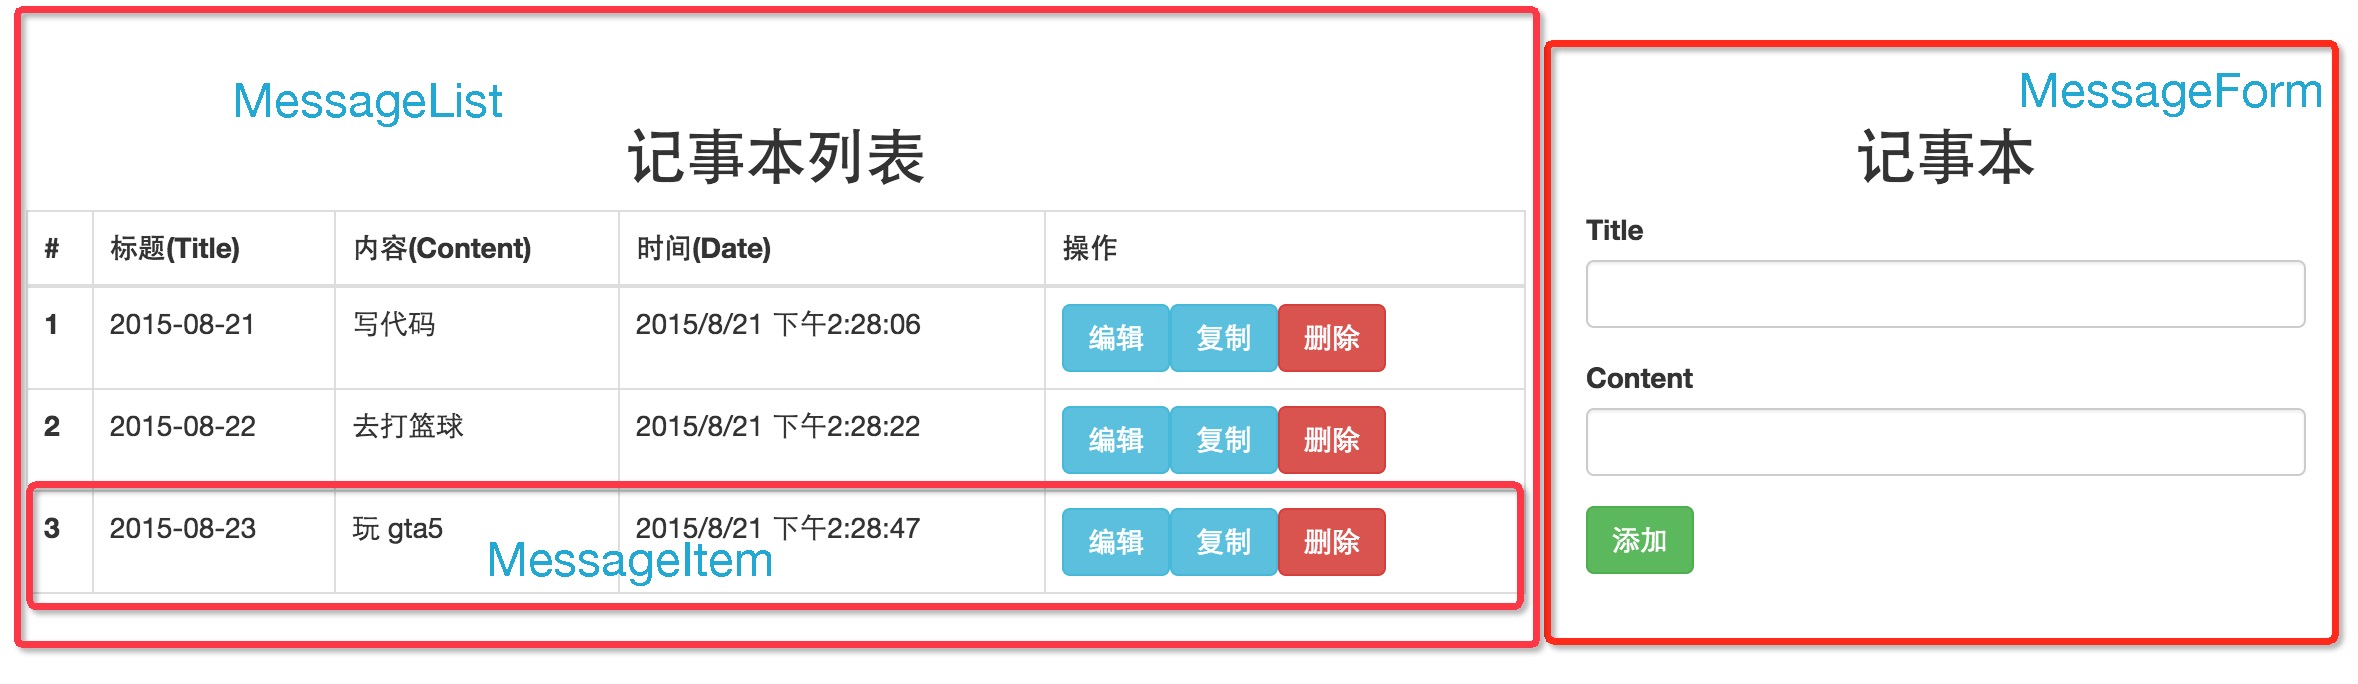 MessageList
记事本列表
# 标题(Title) 内容(Content) 时间(Date) 操作
1 2015-08-21 写代码 2015/8/21 下午2:28:06 编辑 复制 删除
2 2015-08-22 去打篮球 2015/8/21 下午2:28:22 编辑 复制 删除
3 2015-08-23 玩 gta5 2015/8/21 下午2:28:47 编辑 复制 删除
MessageItem
MessageForm
记事本
Title
Content
添加